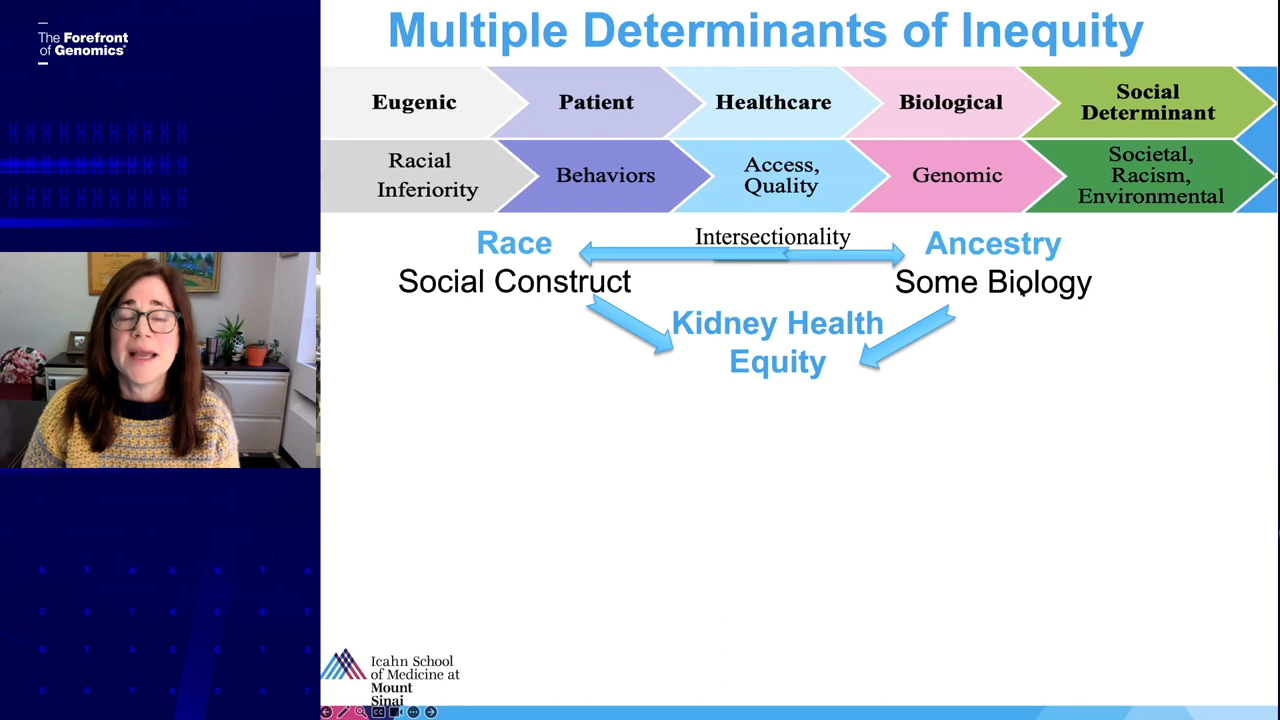 The Forefront
of Genomics®
Multiple Determinants of Inequity
Eugenic
Patient
Healthcare
Biological
Social
Determinant
Racial
Inferiority
Behaviors
Access,
Quality
Genomic
Societal,
Racism,
Environmental
Race
Intersectionality
Ancestry
Social Construct
Some Biology
Kidney Health
Equity
Icahn School
of Medicine at
Mount
Sinai